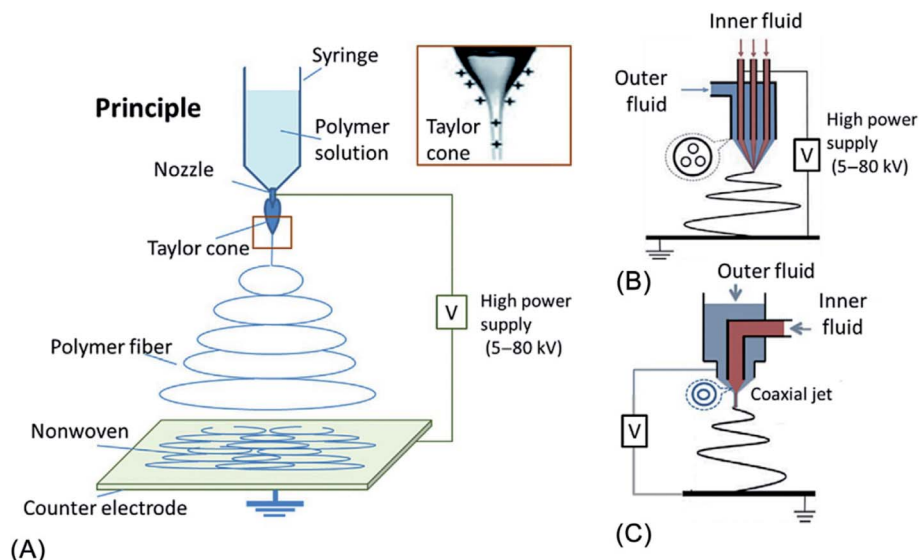 Principle
Syringe
Polymer
solution
Nozzle
Taylor cone
Taylor
cone
Polymer fiber
Nonwoven
Counter electrode
V
High power
supply
(5–80 kV)
(A)
Inner fluid
Outer
fluid
High power
supply
(5–80 kV)
V
(B)
Outer fluid
Inner
fluid
Coaxial jet
V
(C)